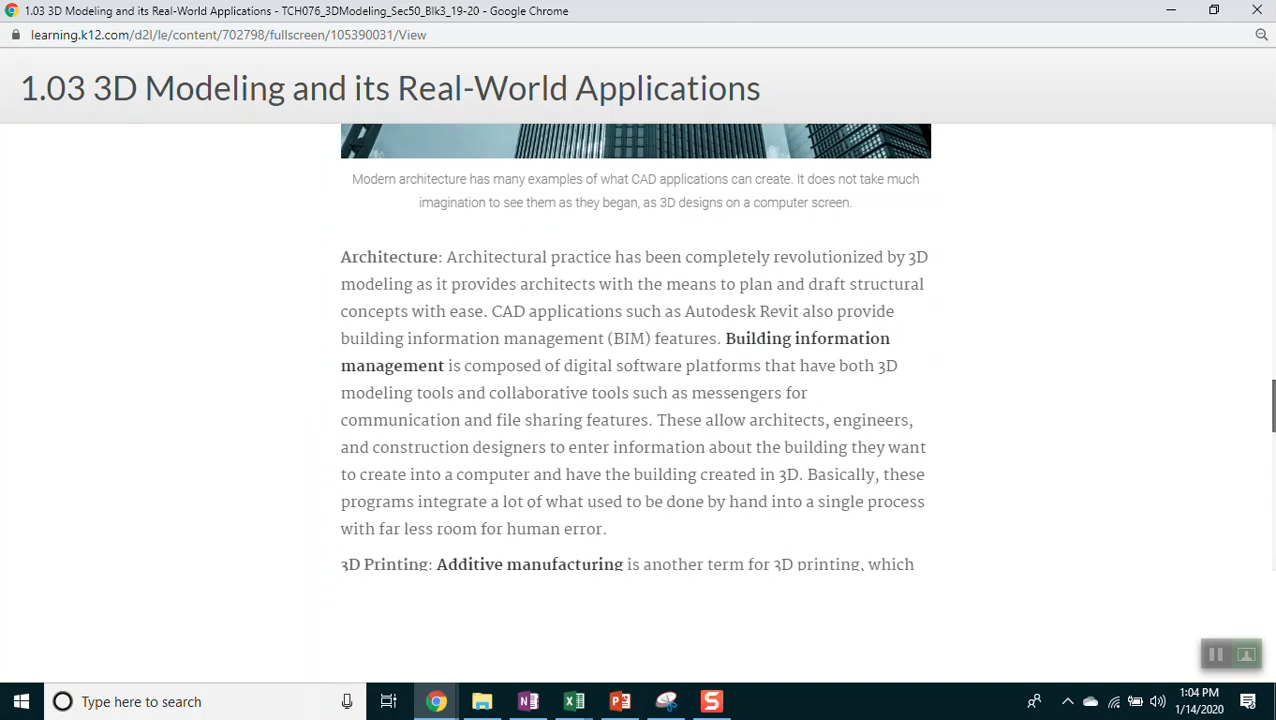 1.03 3D Modeling and its Real-World Applications - TCH076_3DModeling_Sec50_Blk3_19-20 - Google Chrome
learning.k12.com/d2l/le/content/702798/fullscreen/105390031/View
1.03 3D Modeling and its Real-World Applications
Modern architecture has many examples of what CAD applications can create. It does not take much
imagination to see them as they began, as 3D designs on a computer screen.
Architecture: Architectural practice has been completely revolutionized by 3D
modeling as it provides architects with the means to plan and draft structural
concepts with ease. CAD applications such as Autodesk Revit also provide
building information management (BIM) features. Building information
management is composed of digital software platforms that have both 3D
modeling tools and collaborative tools such as messengers for
communication and file sharing features. These allow architects, engineers,
and construction designers to enter information about the building they want
to create into a computer and have the building created in 3D. Basically, these
programs integrate a lot of what used to be done by hand into a single process
with far less room for human error.
3D Printing: Additive manufacturing is another term for 3D printing, which
Type here to search
1:04 PM
1/14/2020